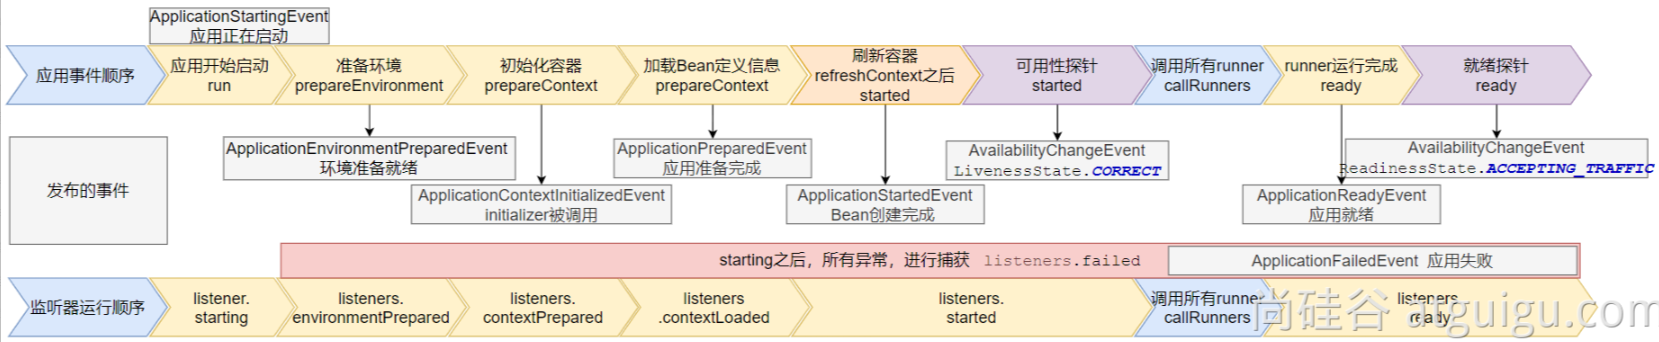 ApplicationStartingEvent
应用正在启动
应用事件顺序
应用开始启动
run
准备环境
prepareEnvironment
初始化容器
prepareContext
加载Bean定义信息
prepareContext
刷新容器
refreshContext之后
started
可用性探针
started
调用所有runner
callRunners
runner运行完成
ready
就绪探针
ready
发布的事件
ApplicationEnvironmentPreparedEvent
环境准备就绪
ApplicationContextInitializedEvent
initializer被调用
ApplicationPreparedEvent
应用准备完成
ApplicationStartedEvent
Bean创建完成
AvailabilityChangeEvent
LivenessState.CORRECT
ApplicationReadyEvent
应用就绪
AvailabilityChangeEvent
ReadinessState.ACCEPTING_TRAFFIC
starting之后，所有异常，进行捕获 listeners.failed
ApplicationFailedEvent 应用失败
监听器运行顺序
listener.
starting
listeners.
environmentPrepared
listeners.
contextPrepared
listeners
.contextLoaded
listeners.
started
调用所有runner
callRunners
listeners
ready
尚硅谷 atguigu.com